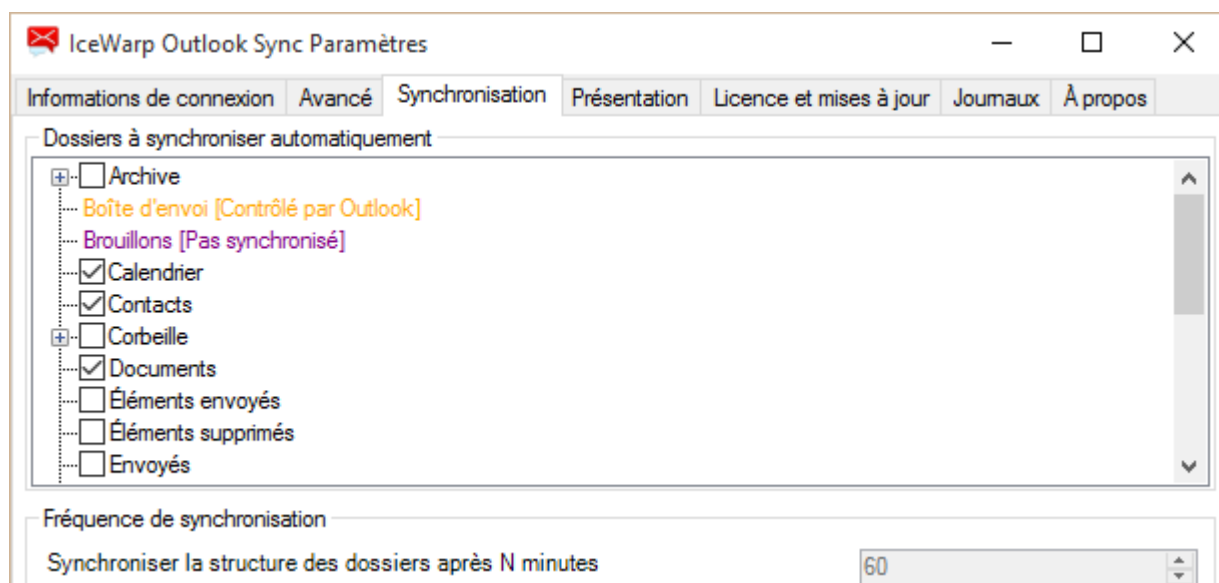 IceWarp Outlook Sync Paramètres
Informations de connexion Avancé Synchronisation Présentation Licence et mises à jour Journaux À propos
Dossiers à synchroniser automatiquement
Archive
Boîte d'envoi [Contrôlé par Outlook]
Brouillons [Pas synchronisé]
Calendrier
Contacts
Corbeille
Documents
Éléments envoyés
Éléments supprimés
Envoyés
Fréquence de synchronisation
Synchroniser la structure des dossiers après N minutes 60